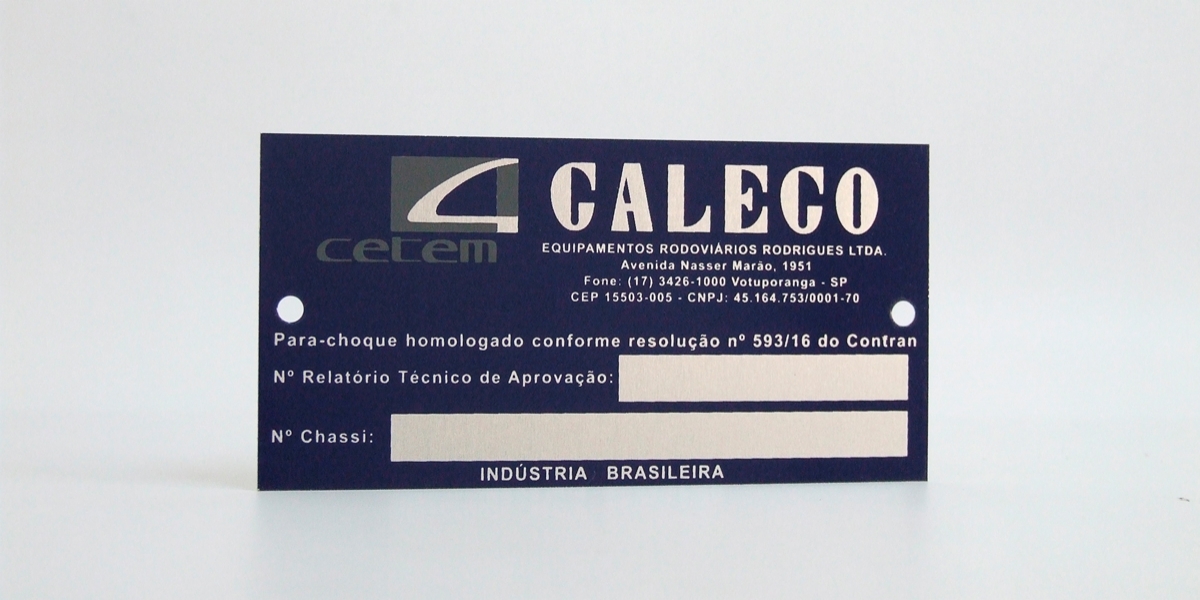 cetem
GALEGO
EQUIPAMENTOS RODOVIÁRIOS RODRIGUES LTDA.
Avenida Nasser Marão, 1951
Fone: (17) 3426-1000 Votuporanga - SP
CEP 15503-005 - CNPJ: 45.164.753/0001-70
Para-choque homologado conforme resolução nº 593/16 do Contran
Nº Relatório Técnico de Aprovação:
Nº Chassi:
INDÚSTRIA BRASILEIRA